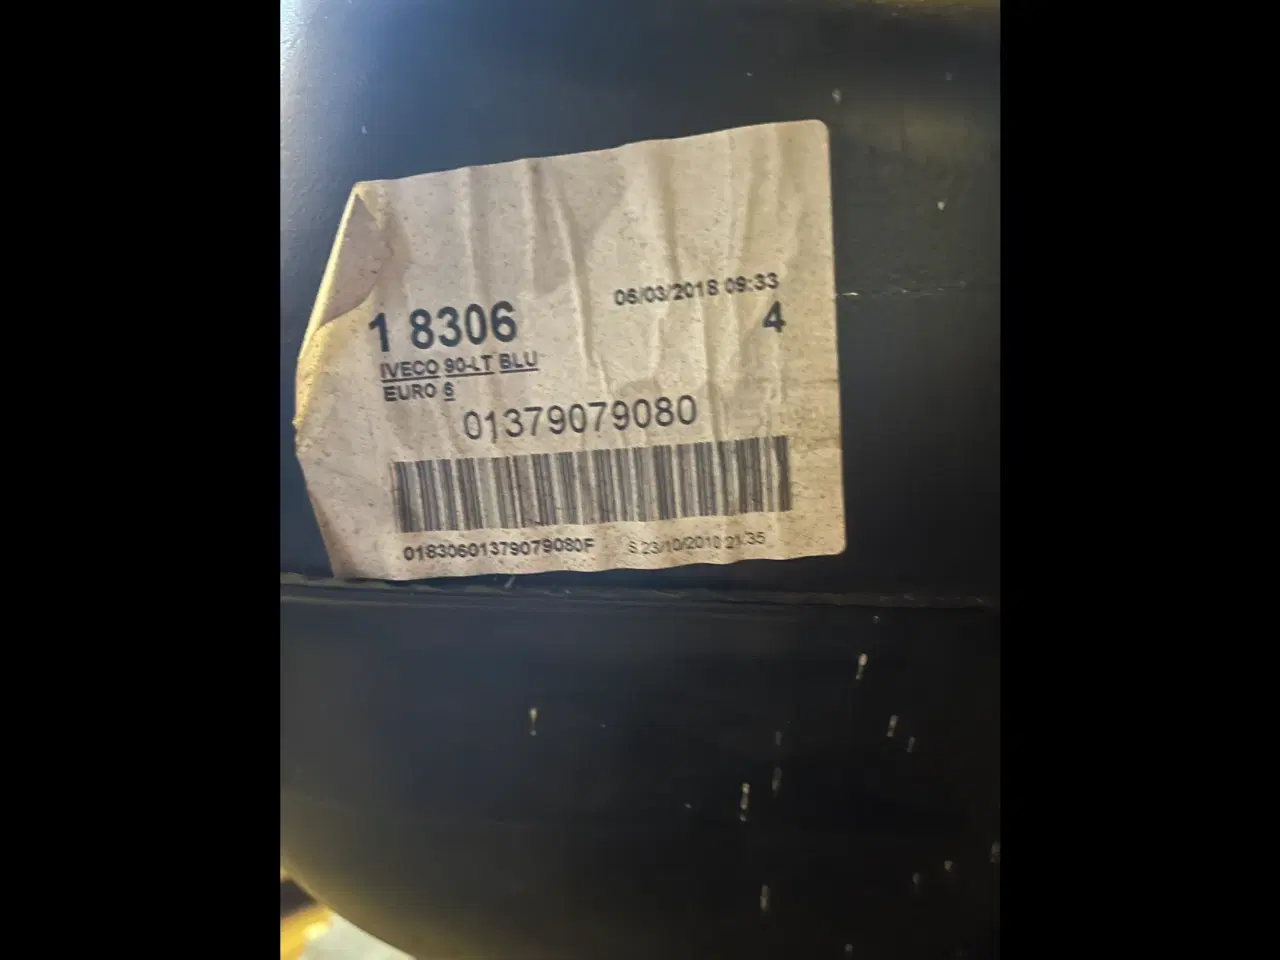 06/03/2018 09:33
1 8306 4
IVECO 90-LT BLU
EURO 6
01379079080
01830601379079080F S 23/10/2018 21:35